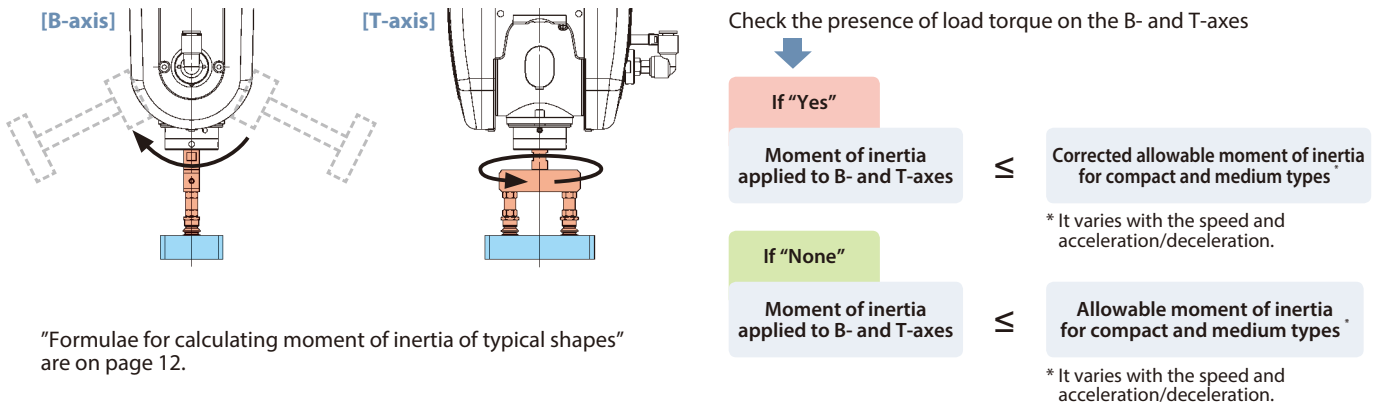 [B-axis]
[T-axis]
”Formulae for calculating moment of inertia of typical shapes”
are on page 12.
Check the presence of load torque on the B- and T-axes
If “Yes”
Moment of inertia
applied to B- and T-axes
≤
Corrected allowable moment of inertia
for compact and medium types *
* It varies with the speed and
acceleration/deceleration.
If “None”
Moment of inertia
applied to B- and T-axes
≤
Allowable moment of inertia
for compact and medium types *
* It varies with the speed and
acceleration/deceleration.